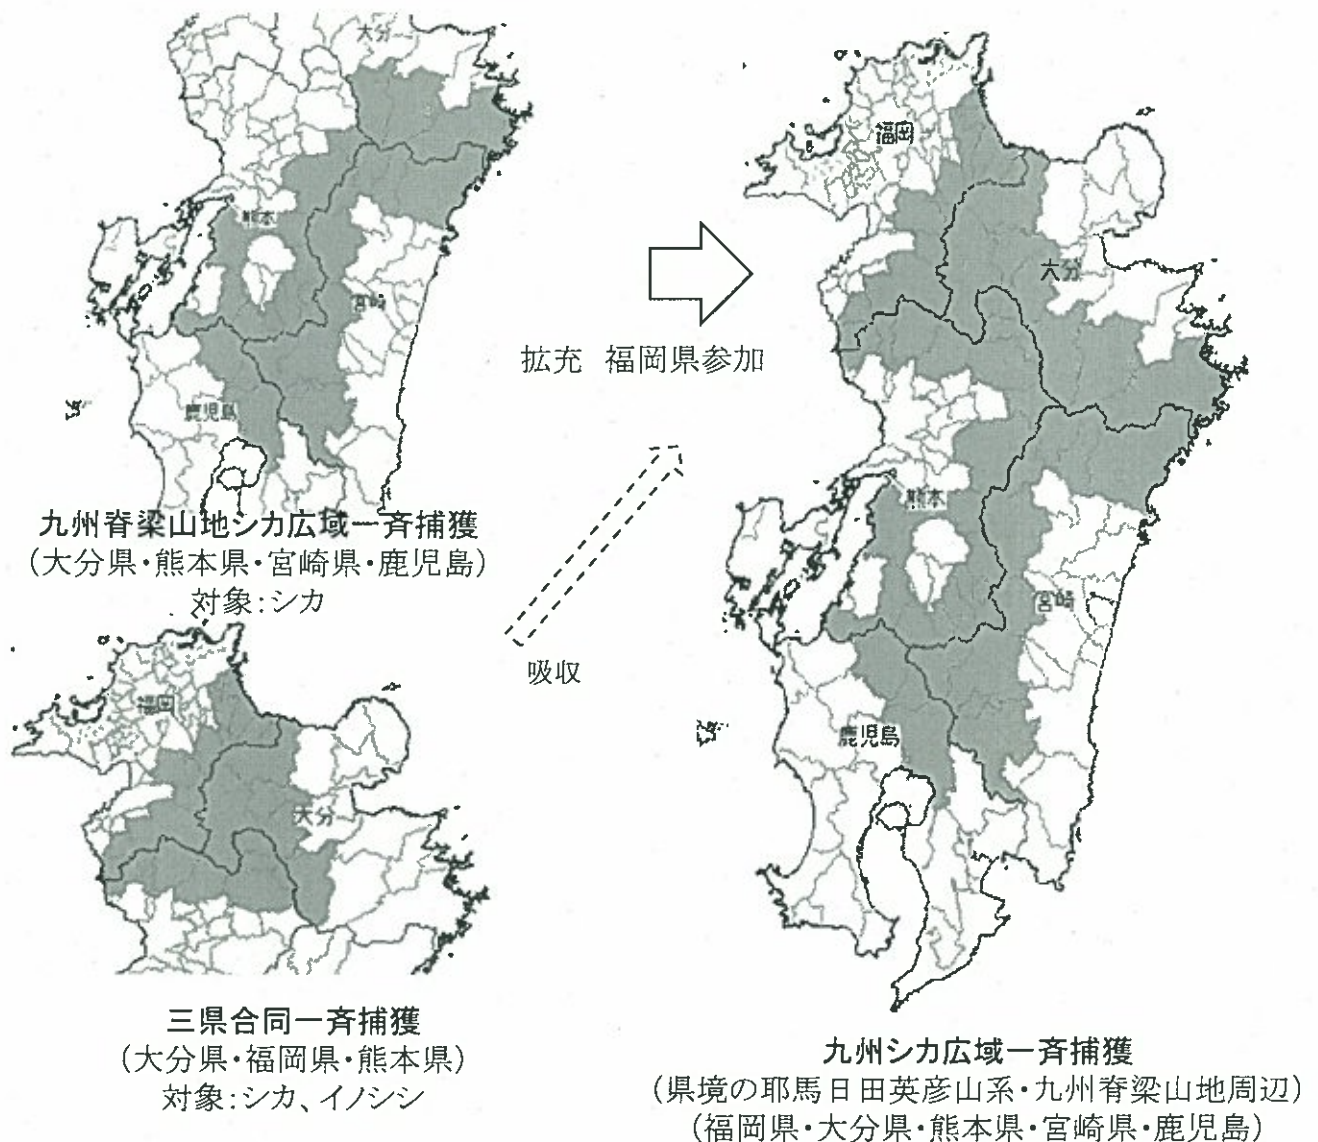 大分
熊本
宮崎
鹿児島
九州脊梁山地シカ広域一斉捕獲
(大分県・熊本県・宮崎県・鹿児島)
対象:シカ
福岡
大分
三県合同一斉捕獲
(大分県・福岡県・熊本県)
対象:シカ、イノシシ
拡充 福岡県参加
吸収
福岡
大分
熊本
宮崎
鹿児島
九州シカ広域一斉捕獲
(県境の耶馬日田英彦山系・九州脊梁山地周辺)
(福岡県・大分県・熊本県・宮崎県・鹿児島)